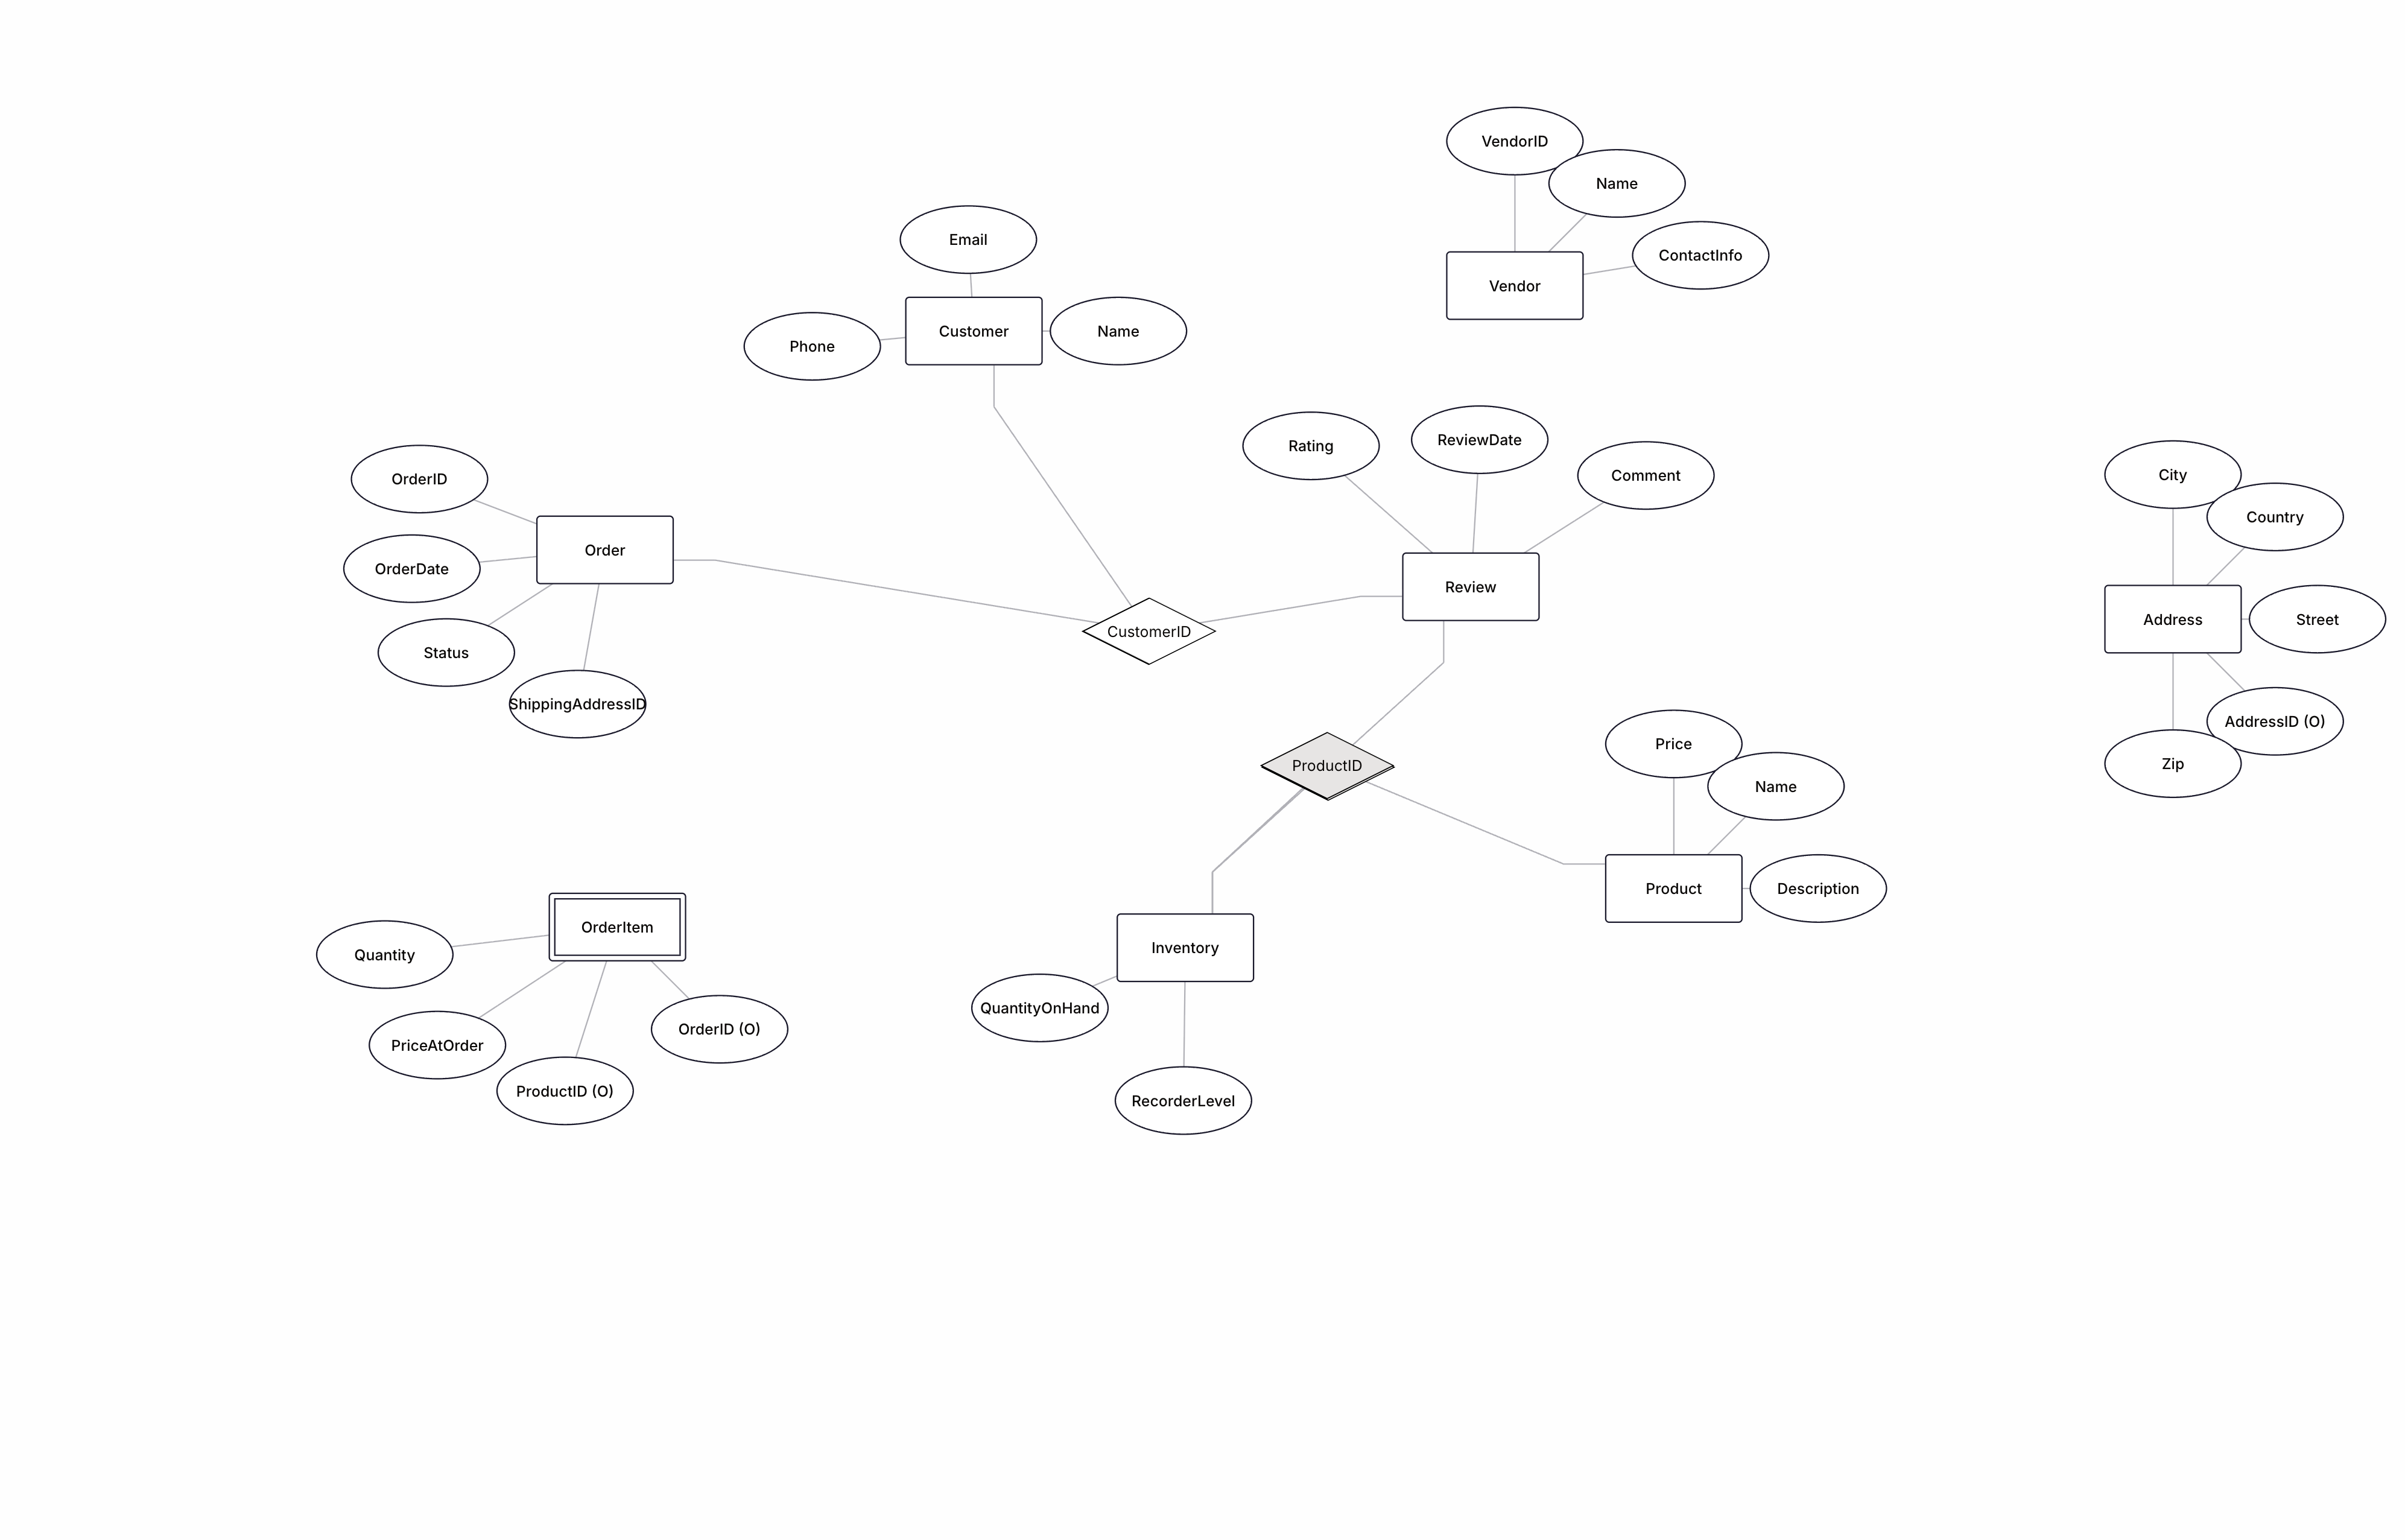 VendorID
Name
ContactInfo
Vendor
Email
Customer
Name
Phone
Rating
ReviewDate
Comment
Review
City
Country
Address
Street
AddressID (O)
Zip
OrderID
Order
OrderDate
Status
ShippingAddressID
CustomerID
ProductID
Price
Name
Product
Description
OrderItem
Quantity
PriceAtOrder
ProductID (O)
OrderID (O)
Inventory
QuantityOnHand
RecorderLevel